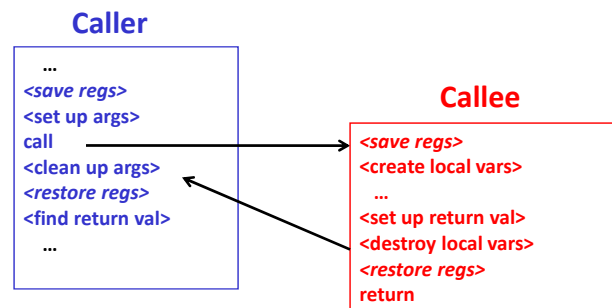 Caller
...
<save regs>
<set up args>
call
<clean up args>
<restore regs>
<find return val>
...
Callee
<save regs>
<create local vars>
...
<set up return val>
<destroy local vars>
<restore regs>
return